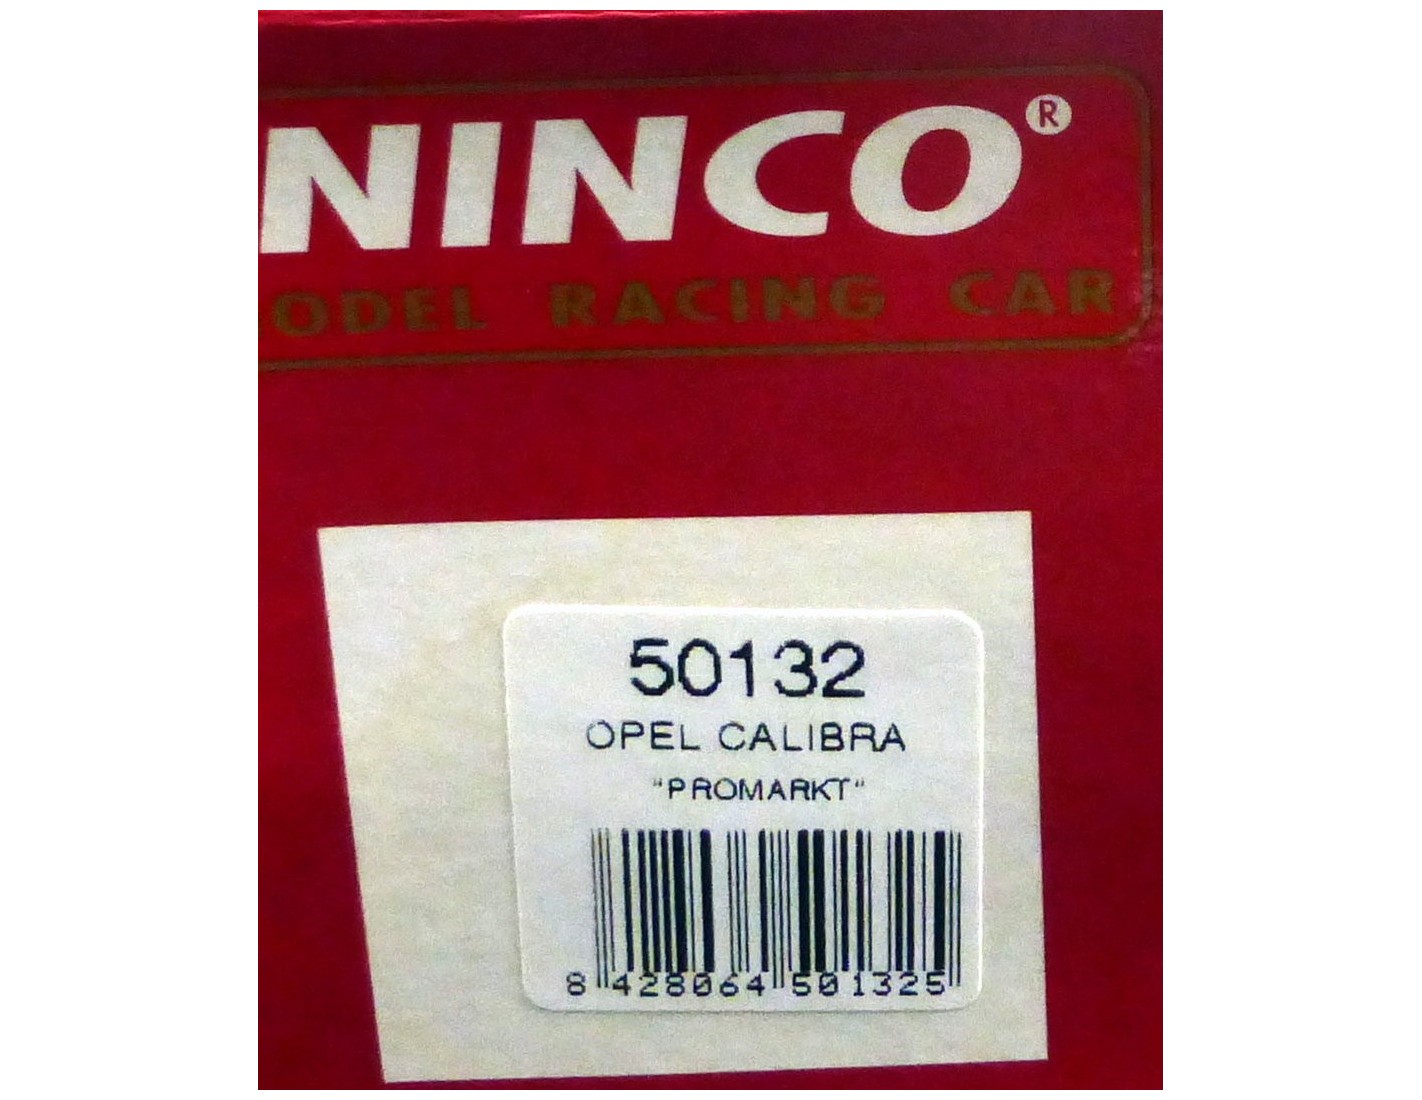 NINCO®
ODEL RACING CAR
50132
OPEL CALIBRA
"PROMARKT"
8 428064 501325